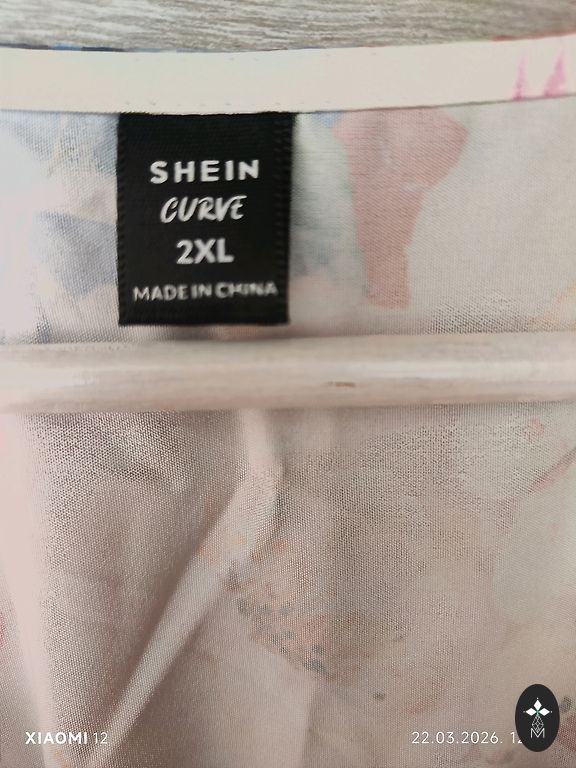 SHEIN
CURVE
2XL
MADE IN CHINA
XIAOMI 12
22.03.2026.
M